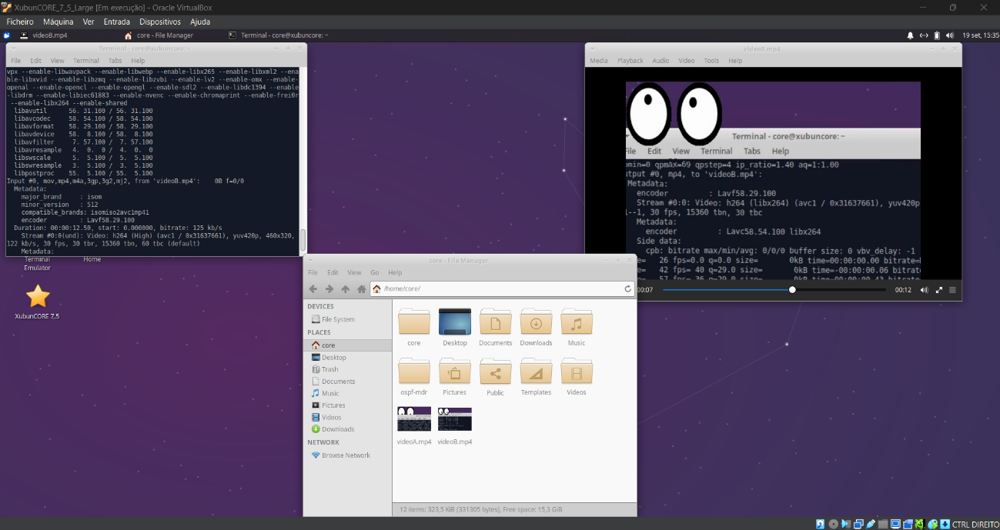 XubunCORE_7_5_Large [Em execução] - Oracle VirtualBox
Ficheiro Máquina Ver Entrada Dispositivos Ajuda
videoB.mp4 core - File Manager Terminal - core@xubuncore: ~ 19 set, 15:35
Terminal - core@xubuncore: ~
File Edit View Terminal Tabs Help
vpx --enable-libwavpack --enable-libwebp --enable-libx265 --enable-libxml2 --ena
ble-libxvid --enable-libzmq --enable-libzvbi --enable-lv2 --enable-omx --enable-
openal --enable-opencl --enable-opengl --enable-sdl2 --enable-libdc1394 --enable
-libdrm --enable-libiec61883 --enable-nvenc --enable-chromaprint --enable-frei0r
--enable-libx264 --enable-shared
libavutil 56. 31.100 / 56. 31.100
libavcodec 58. 54.100 / 58. 54.100
libavformat 58. 29.100 / 58. 29.100
libavdevice 58. 8.100 / 58. 8.100
libavfilter 7. 57.100 / 7. 57.100
libavresample 4. 0. 0 / 4. 0. 0
libswscale 5. 5.100 / 5. 5.100
libswresample 3. 5.100 / 3. 5.100
libpostproc 55. 5.100 / 55. 5.100
Input #0, mov,mp4,m4a,3gp,3g2,mj2, from 'videoB.mp4': 0B f=0/0
Metadata:
major_brand : isom
minor_version : 512
compatible_brands: isomiso2avc1mp41
encoder : Lavf58.29.100
Duration: 00:00:12.50, start: 0.000000, bitrate: 125 kb/s
Stream #0:0(und): Video: h264 (High) (avc1 / 0x31637661), yuv420p, 460x320,
122 kb/s, 30 fps, 30 tbr, 15360 tbn, 60 tbc (default)
Metadata:
Terminal
Emulator
Home
XubunCORE 7,5
videoB.mp4
Media Playback Audio Video Tools Help
Terminal - core@xubuncore: ~
File Edit View Terminal Tabs Help
pmin=0 qpmax=69 qpstep=4 ip_ratio=1.40 aq=1:1.00
utput #0, mp4, to 'videoB.mp4':
Metadata:
encoder : Lavf58.29.100
Stream #0:0: Video: h264 (libx264) (avc1 / 0x31637661), yuv420p
1--1, 30 fps, 15360 tbn, 30 tbc
Metadata:
encoder : Lavc58.54.100 libx264
Side data:
cpb: bitrate max/min/avg: 0/0/0 buffer size: 0 vbv_delay: -1
e= 26 fps=0.0 q=0.0 size= 0kB time=00:00:00.00 bitrate=
e= 42 fps= 40 q=29.0 size= 0kB time=-00:00:00.06 bitrat
e= 57 fps= 36 q=29.0 size= 0kB time=00:00:00.43 bitrate
00:07 00:12
core - File Manager
File Edit View Go Help
/home/core/
DEVICES
File System
PLACES
core
Desktop
Trash
Documents
Music
Pictures
Videos
Downloads
NETWORK
Browse Network
core Desktop Documents Downloads Music
ospf-mdr Pictures Public Templates Videos
videoA.mp4 videoB.mp4
12 items: 323,5 KiB (331305 bytes), Free space: 15,3 GiB
CTRL DIREITO